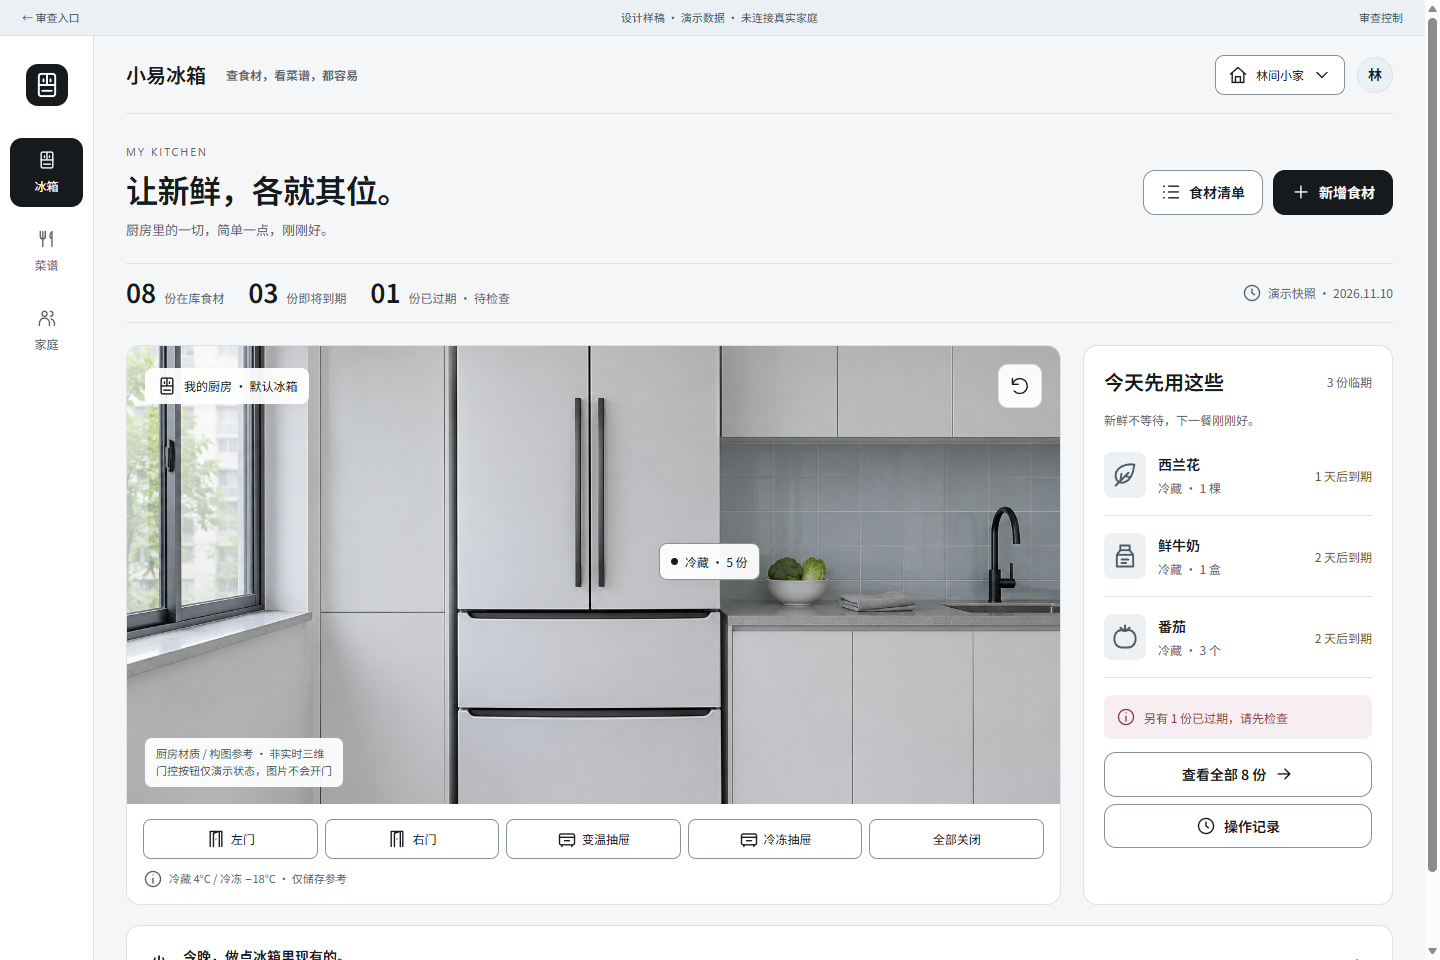 ← 审查入口
设计样稿 · 演示数据 · 未连接真实家庭
审查控制
小易冰箱
查食材，看菜谱，都容易
林间小家
林
冰箱
菜谱
家庭
MY KITCHEN
让新鲜，各就其位。
厨房里的一切，简单一点，刚刚好。
食材清单
新增食材
08 份在库食材
03 份即将到期
01 份已过期 · 待检查
演示快照 · 2026.11.10
我的厨房 · 默认冰箱
冷藏 · 5 份
厨房材质 / 构图参考 · 非实时三维
门控按钮仅演示状态，图片不会开门
左门
右门
变温抽屉
冷冻抽屉
全部关闭
冷藏 4°C / 冷冻 −18°C · 仅储存参考
今天先用这些
3 份临期
新鲜不等待，下一餐刚刚好。
西兰花
冷藏 · 1 棵
1 天后到期
鲜牛奶
冷藏 · 1 盒
2 天后到期
番茄
冷藏 · 3 个
2 天后到期
另有 1 份已过期，请先检查
查看全部 8 份 →
操作记录
今晚，做点冰箱里现有的。